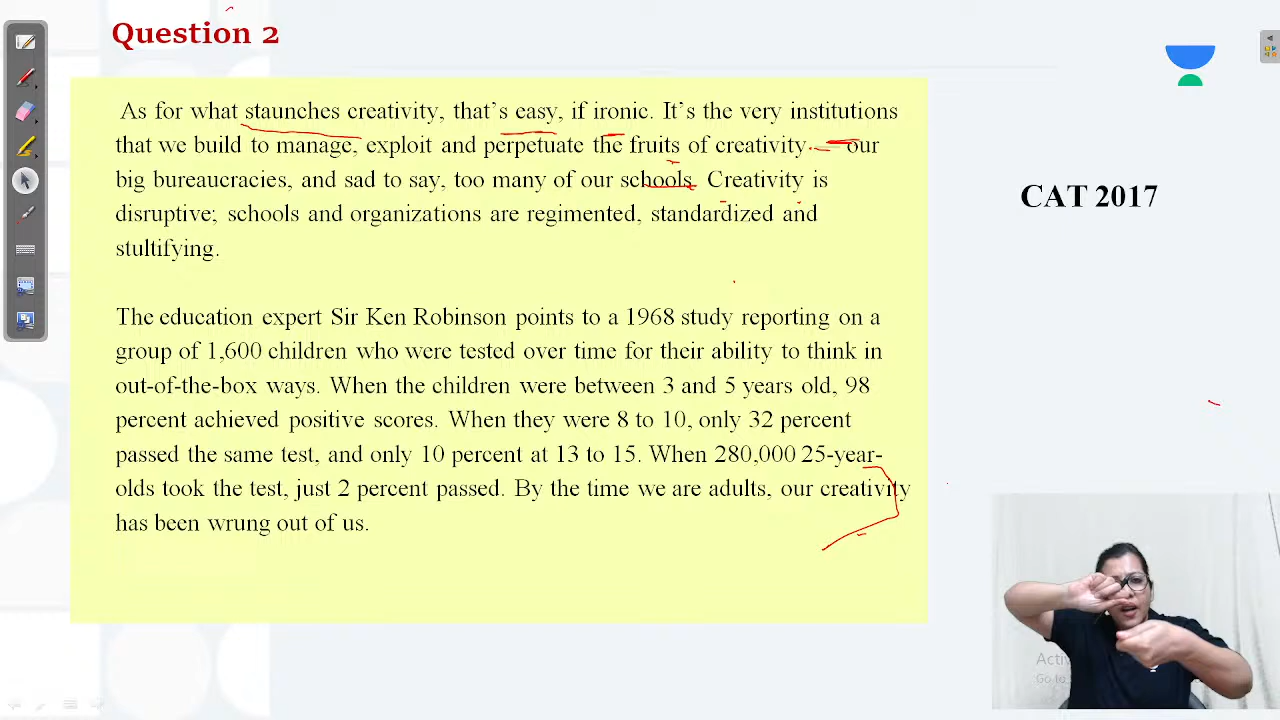 Question 2
As for what staunches creativity, that's easy, if ironic. It's the very institutions
that we build to manage, exploit and perpetuate the fruits of creativity — our
big bureaucracies, and sad to say, too many of our schools. Creativity is
disruptive; schools and organizations are regimented, standardized and
stultifying.
CAT 2017
The education expert Sir Ken Robinson points to a 1968 study reporting on a
group of 1,600 children who were tested over time for their ability to think in
out-of-the-box ways. When the children were between 3 and 5 years old, 98
percent achieved positive scores. When they were 8 to 10, only 32 percent
passed the same test, and only 10 percent at 13 to 15. When 280,000 25-year-
olds took the test, just 2 percent passed. By the time we are adults, our creativity
has been wrung out of us.
Go to